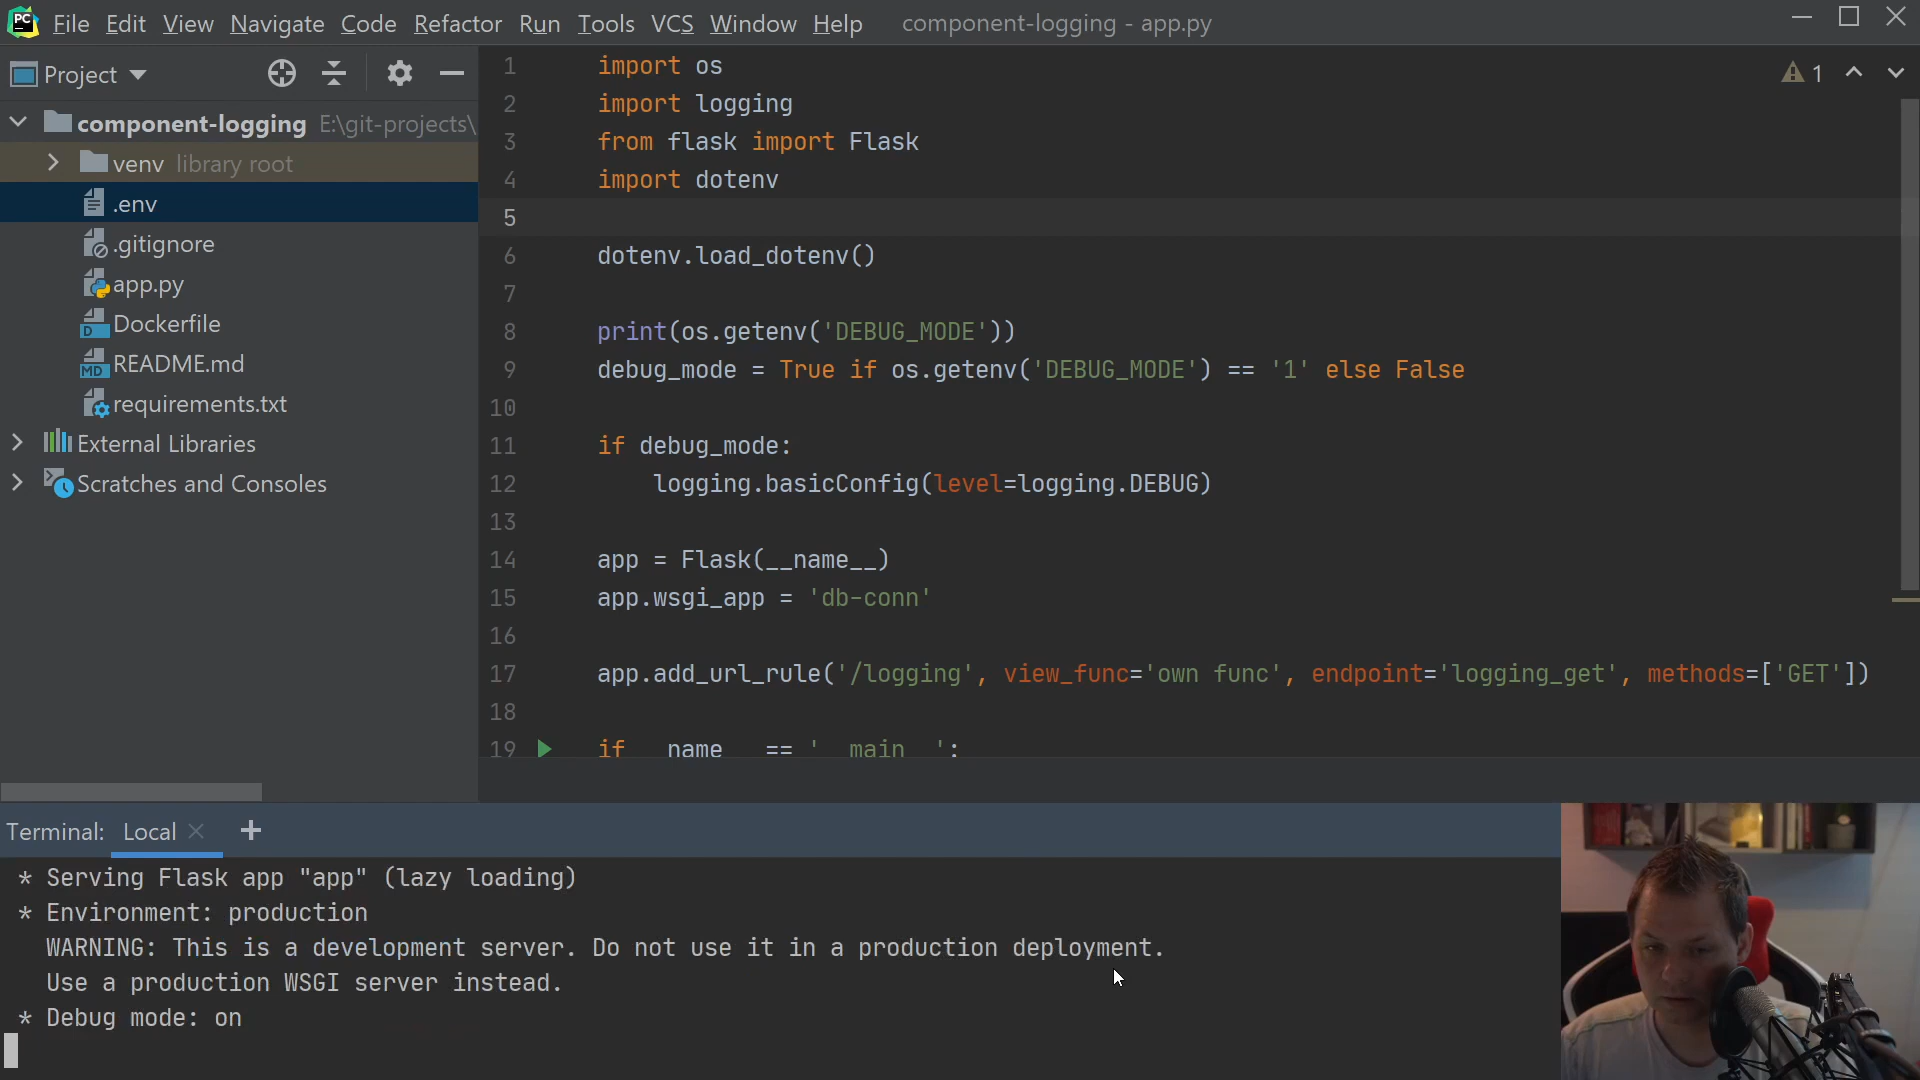 PC File Edit View Navigate Code Refactor Run Tools VCS Window Help component-logging - app.py
Project
component-logging E:\git-projects\
venv library root
.env
.gitignore
app.py
D Dockerfile
MD README.md
requirements.txt
External Libraries
Scratches and Consoles
1
1 import os
2 import logging
3 from flask import Flask
4 import dotenv
5
6 dotenv.load_dotenv()
7
8 print(os.getenv('DEBUG_MODE'))
9 debug_mode = True if os.getenv('DEBUG_MODE') == '1' else False
10
11 if debug_mode:
12 logging.basicConfig(level=logging.DEBUG)
13
14 app = Flask(__name__)
15 app.wsgi_app = 'db-conn'
16
17 app.add_url_rule('/logging', view_func='own func', endpoint='logging_get', methods=['GET'])
18
19 if __name__ == '__main__':
Terminal: Local +
* Serving Flask app "app" (lazy loading)
* Environment: production
WARNING: This is a development server. Do not use it in a production deployment.
Use a production WSGI server instead.
* Debug mode: on